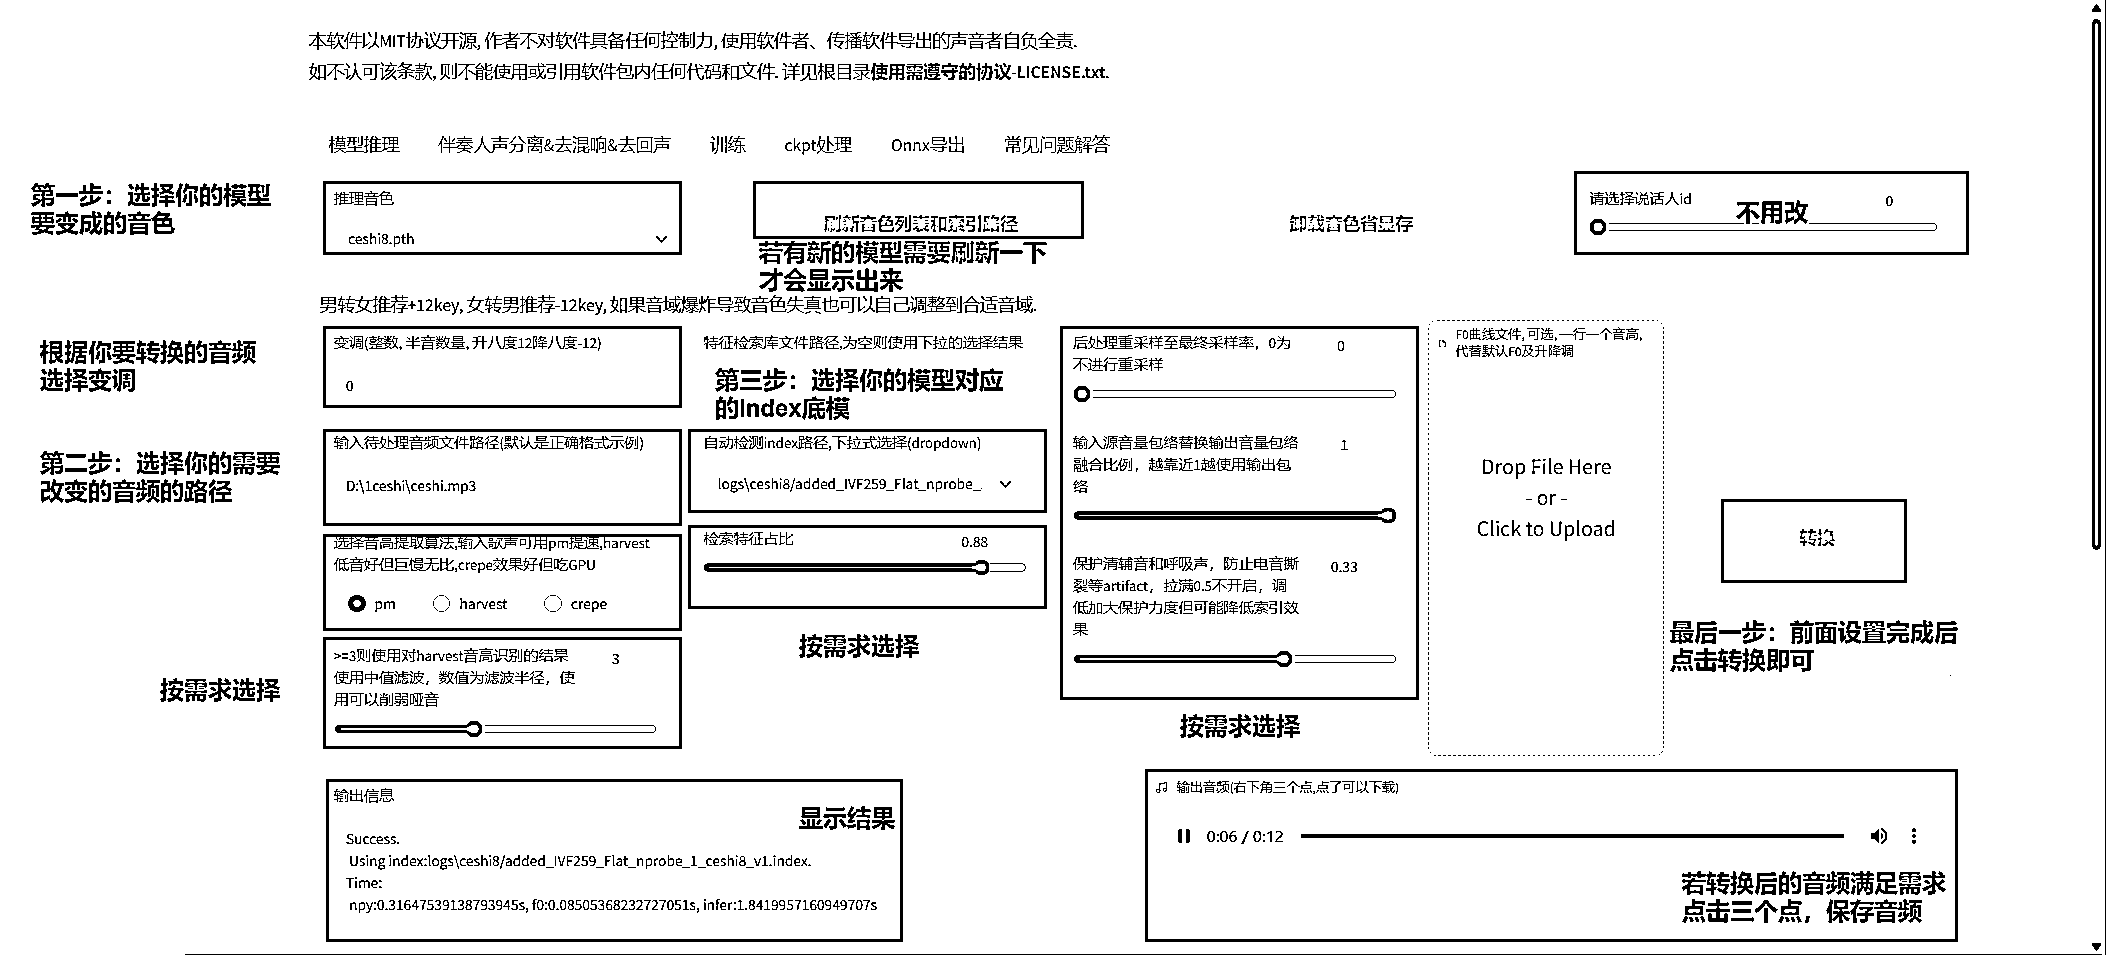 本软件以MIT协议开源, 作者不对软件具备任何控制力, 使用软件者、传播软件导出的声音者自负全责.
如不认可该条款, 则不能使用或引用软件包内任何代码和文件. 详见根目录使用需遵守的协议-LICENSE.txt.
模型推理 伴奏人声分离&去混响&去回声 训练 ckpt处理 Onnx导出 常见问题解答
第一步：选择你的模型
要变成的音色
推理音色
ceshi8.pth
刷新音色列表和索引路径
若有新的模型需要刷新一下
才会显示出来
卸载音色省显存
请选择说话人id
不用改
0
男转女推荐+12key, 女转男推荐-12key, 如果音域爆炸导致音色失真也可以自己调整到合适音域.
根据你要转换的音频
选择变调
变调(整数, 半音数量, 升八度12降八度-12)
0
第二步：选择你的需要
改变的音频的路径
输入待处理音频文件路径(默认是正确格式示例)
D:\1ceshi\ceshi.mp3
选择音高提取算法,输入歌声可用pm提速,harvest
低音好但巨慢无比,crepe效果好但吃GPU
pm harvest crepe
按需求选择
>=3则使用对harvest音高识别的结果
使用中值滤波，数值为滤波半径，使
用可以削弱哑音
3
特征检索库文件路径,为空则使用下拉的选择结果
第三步：选择你的模型对应
的Index底模
自动检测index路径,下拉式选择(dropdown)
logs\ceshi8/added_IVF259_Flat_nprobe_
检索特征占比
0.88
按需求选择
后处理重采样至最终采样率，0为
不进行重采样
0
输入源音量包络替换输出音量包络
融合比例，越靠近1越使用输出包
络
1
保护清辅音和呼吸声，防止电音撕
裂等artifact，拉满0.5不开启，调
低加大保护力度但可能降低索引效
果
0.33
按需求选择
F0曲线文件, 可选, 一行一个音高,
代替默认F0及升降调
Drop File Here
- or -
Click to Upload
转换
最后一步：前面设置完成后
点击转换即可
输出信息
显示结果
Success.
Using index:logs\ceshi8/added_IVF259_Flat_nprobe_1_ceshi8_v1.index.
Time:
npy:0.31647539138793945s, f0:0.08505368232727051s, infer:1.8419957160949707s
输出音频(右下角三个点,点了可以下载)
0:06 / 0:12
若转换后的音频满足需求
点击三个点，保存音频